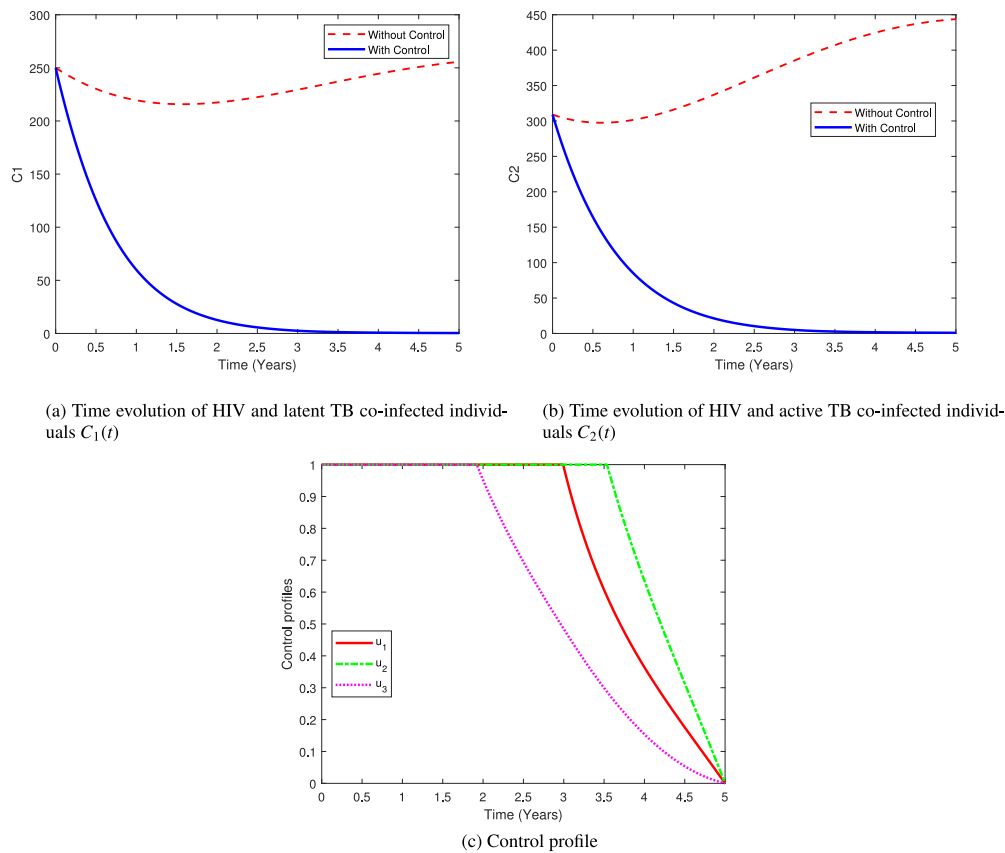 300
250
200
150
100
50
0
C1
Without Control
With Control
0 0.5 1 1.5 2 2.5 3 3.5 4 4.5 5
Time (Years)
(a) Time evolution of HIV and latent TB co-infected individ-
uals C₁(t)
450
400
350
300
250
200
150
100
50
0
C2
Without Control
With Control
0 0.5 1 1.5 2 2.5 3 3.5 4 4.5 5
Time (Years)
(b) Time evolution of HIV and active TB co-infected individ-
uals C₂(t)
1
0.9
0.8
0.7
0.6
0.5
0.4
0.3
0.2
0.1
0
Control profiles
u₁
u₂
u₃
0 0.5 1 1.5 2 2.5 3 3.5 4 4.5 5
Time (Years)
(c) Control profile